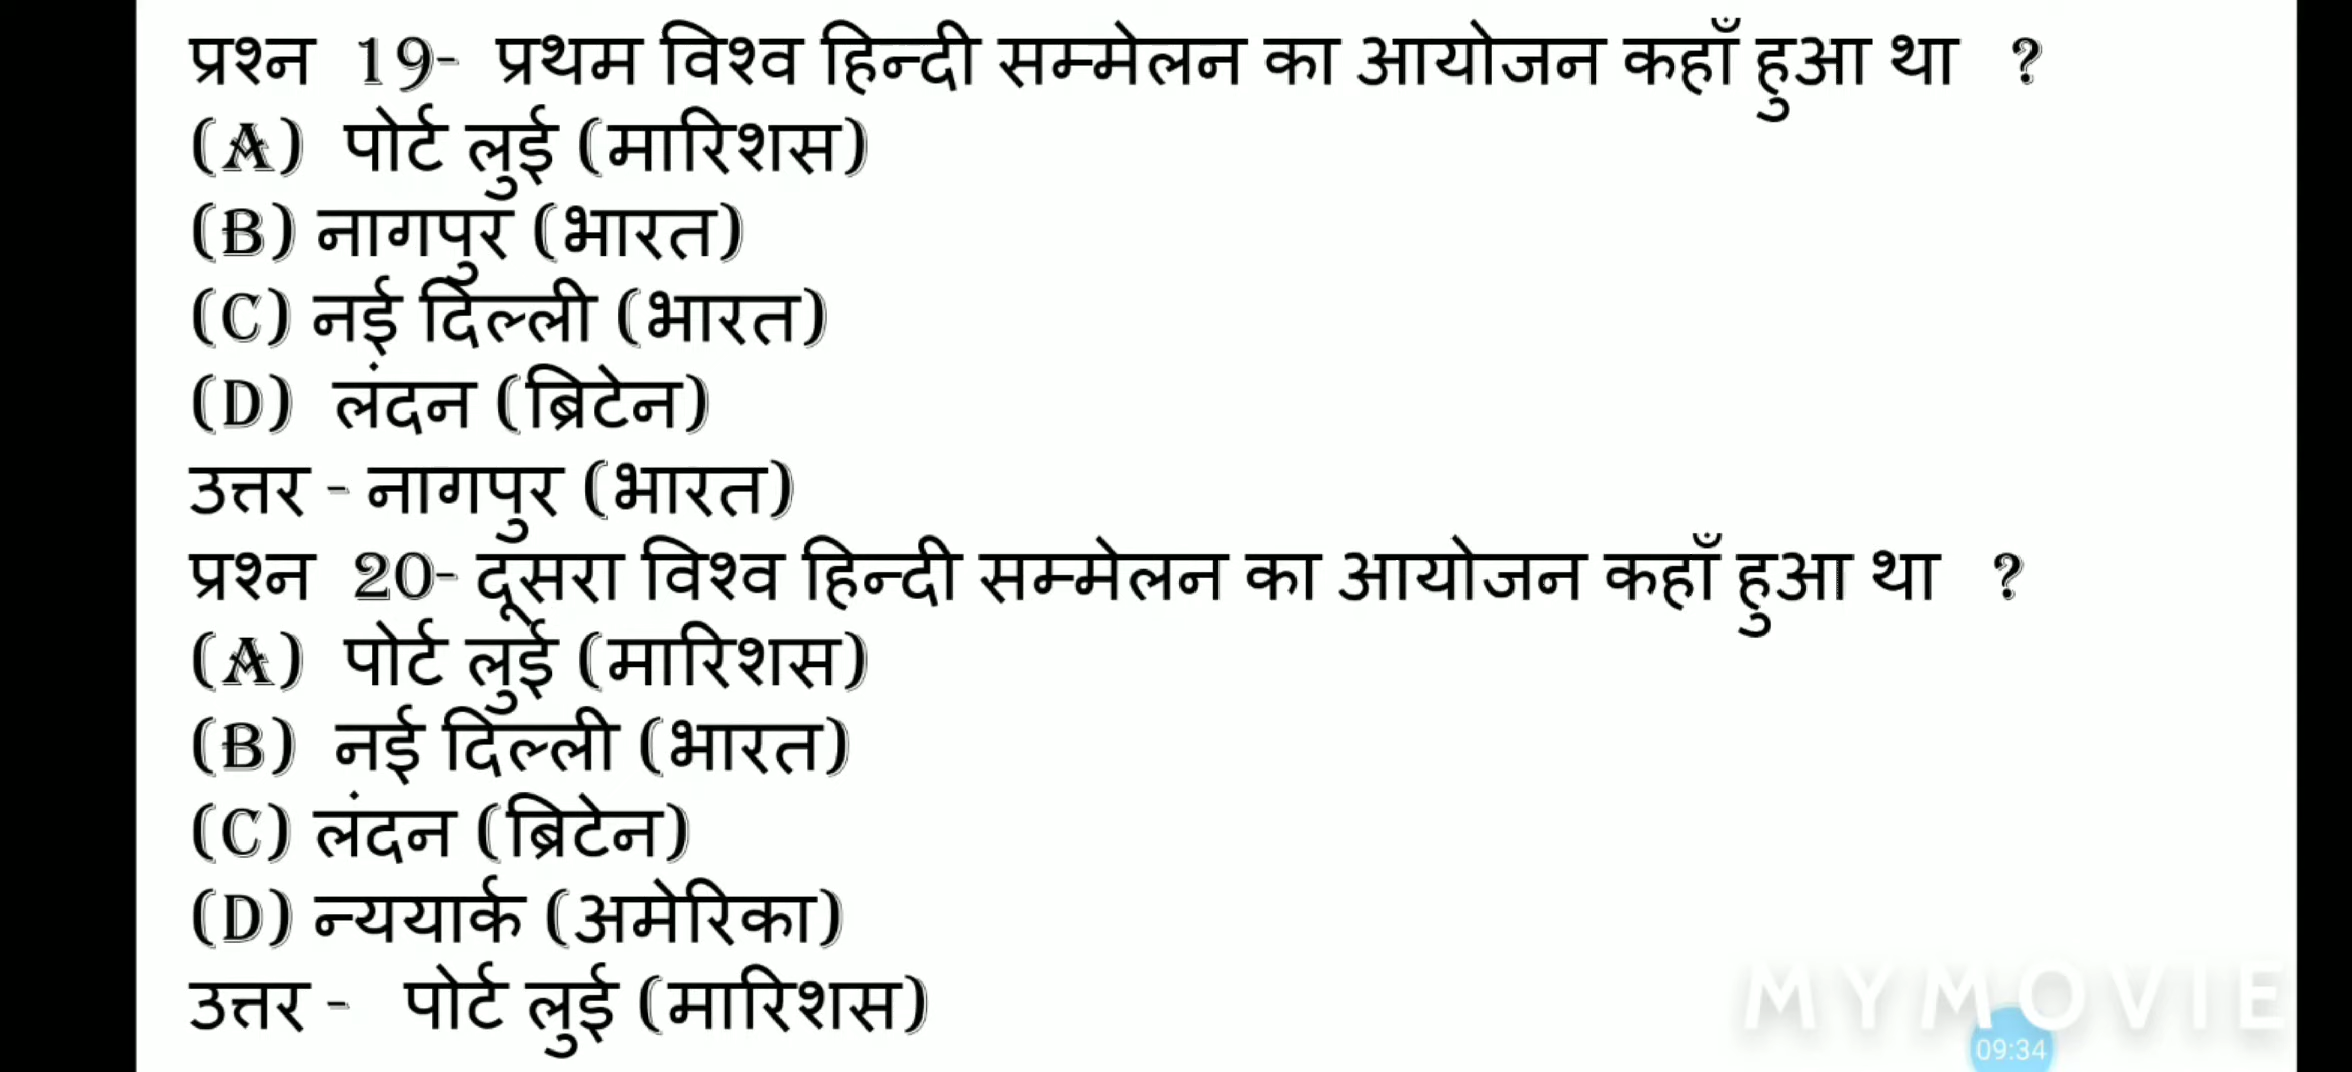 प्रश्न 19- प्रथम विश्व हिन्दी सम्मेलन का आयोजन कहाँ हुआ था ?
(A) पोर्ट लुई (मारिशस)
(B) नागपुर (भारत)
(C) नई दिल्ली (भारत)
(D) लंदन (ब्रिटेन)
उत्तर - नागपुर (भारत)
प्रश्न 20- दूसरा विश्व हिन्दी सम्मेलन का आयोजन कहाँ हुआ था ?
(A) पोर्ट लुई (मारिशस)
(B) नई दिल्ली (भारत)
(C) लंदन (ब्रिटेन)
(D) न्ययार्क (अमेरिका)
उत्तर - पोर्ट लुई (मारिशस)
MYMOVIE
09:34